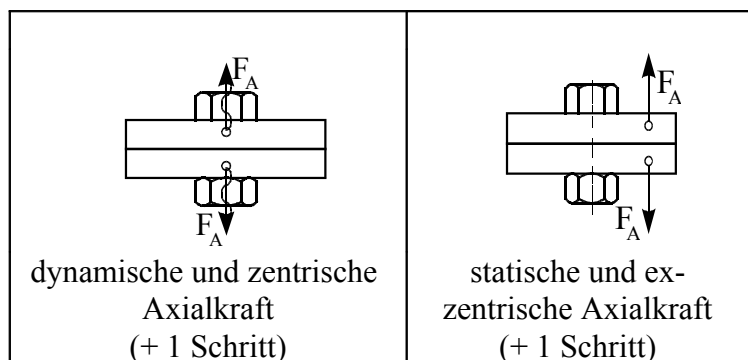 F_A
F_A
dynamische und zentrische
Axialkraft
(+ 1 Schritt)
F_A
F_A
statische und ex-
zentrische Axialkraft
(+ 1 Schritt)